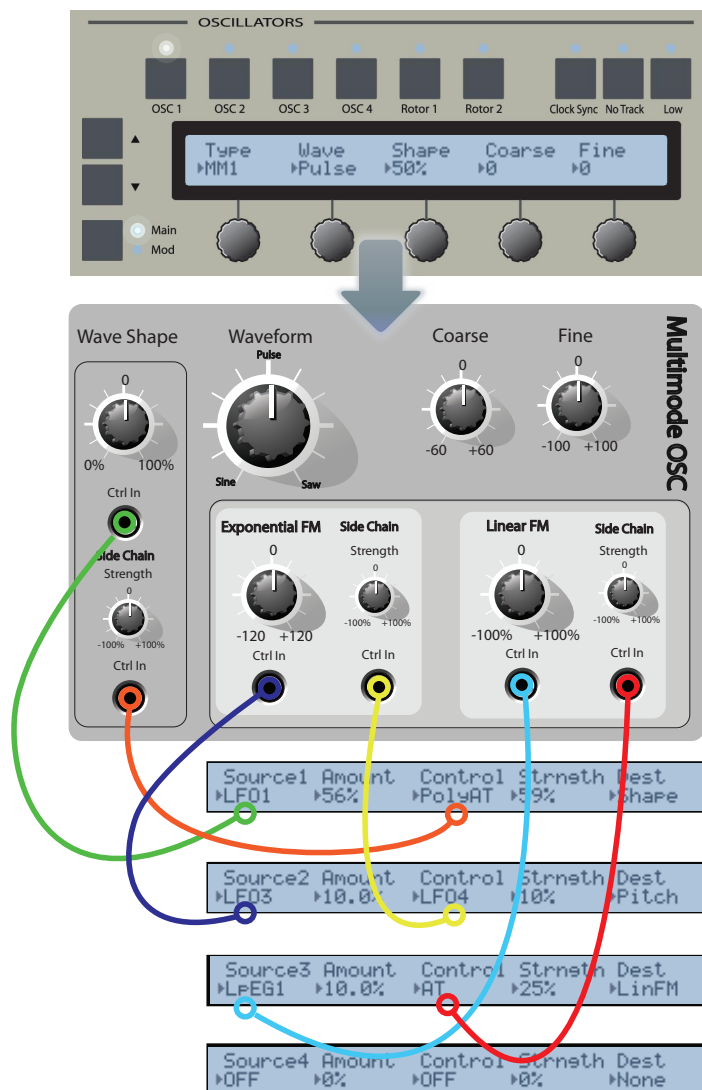 OSCILLATORS
OSC 1 OSC 2 OSC 3 OSC 4 Rotor 1 Rotor 2 Clock Sync No Track Low
Type Wave Shape Coarse Fine
MM1 Pulse 50% 0 0
Main
Mod
Multimode OSC
Wave Shape Waveform Coarse Fine
Pulse
0 0 0
0% 100% -60 +60 -100 +100
Sine Saw
Ctrl In
Side Chain
Strength
0
-100% +100%
Ctrl In
Exponential FM Side Chain Linear FM Side Chain
Strength Strength
0 0 0 0
-120 +120 -100% +100% -100% +100% -100% +100%
Ctrl In Ctrl In Ctrl In Ctrl In
Source1 Amount Control Strngth Dest
LFO1 56% PolyAT 59% Shape
Source2 Amount Control Strngth Dest
LFO3 10.0% LFO4 10% Pitch
Source3 Amount Control Strngth Dest
LpEG1 10.0% AT 25% LinFM
Source4 Amount Control Strngth Dest
OFF 0% OFF 0% None